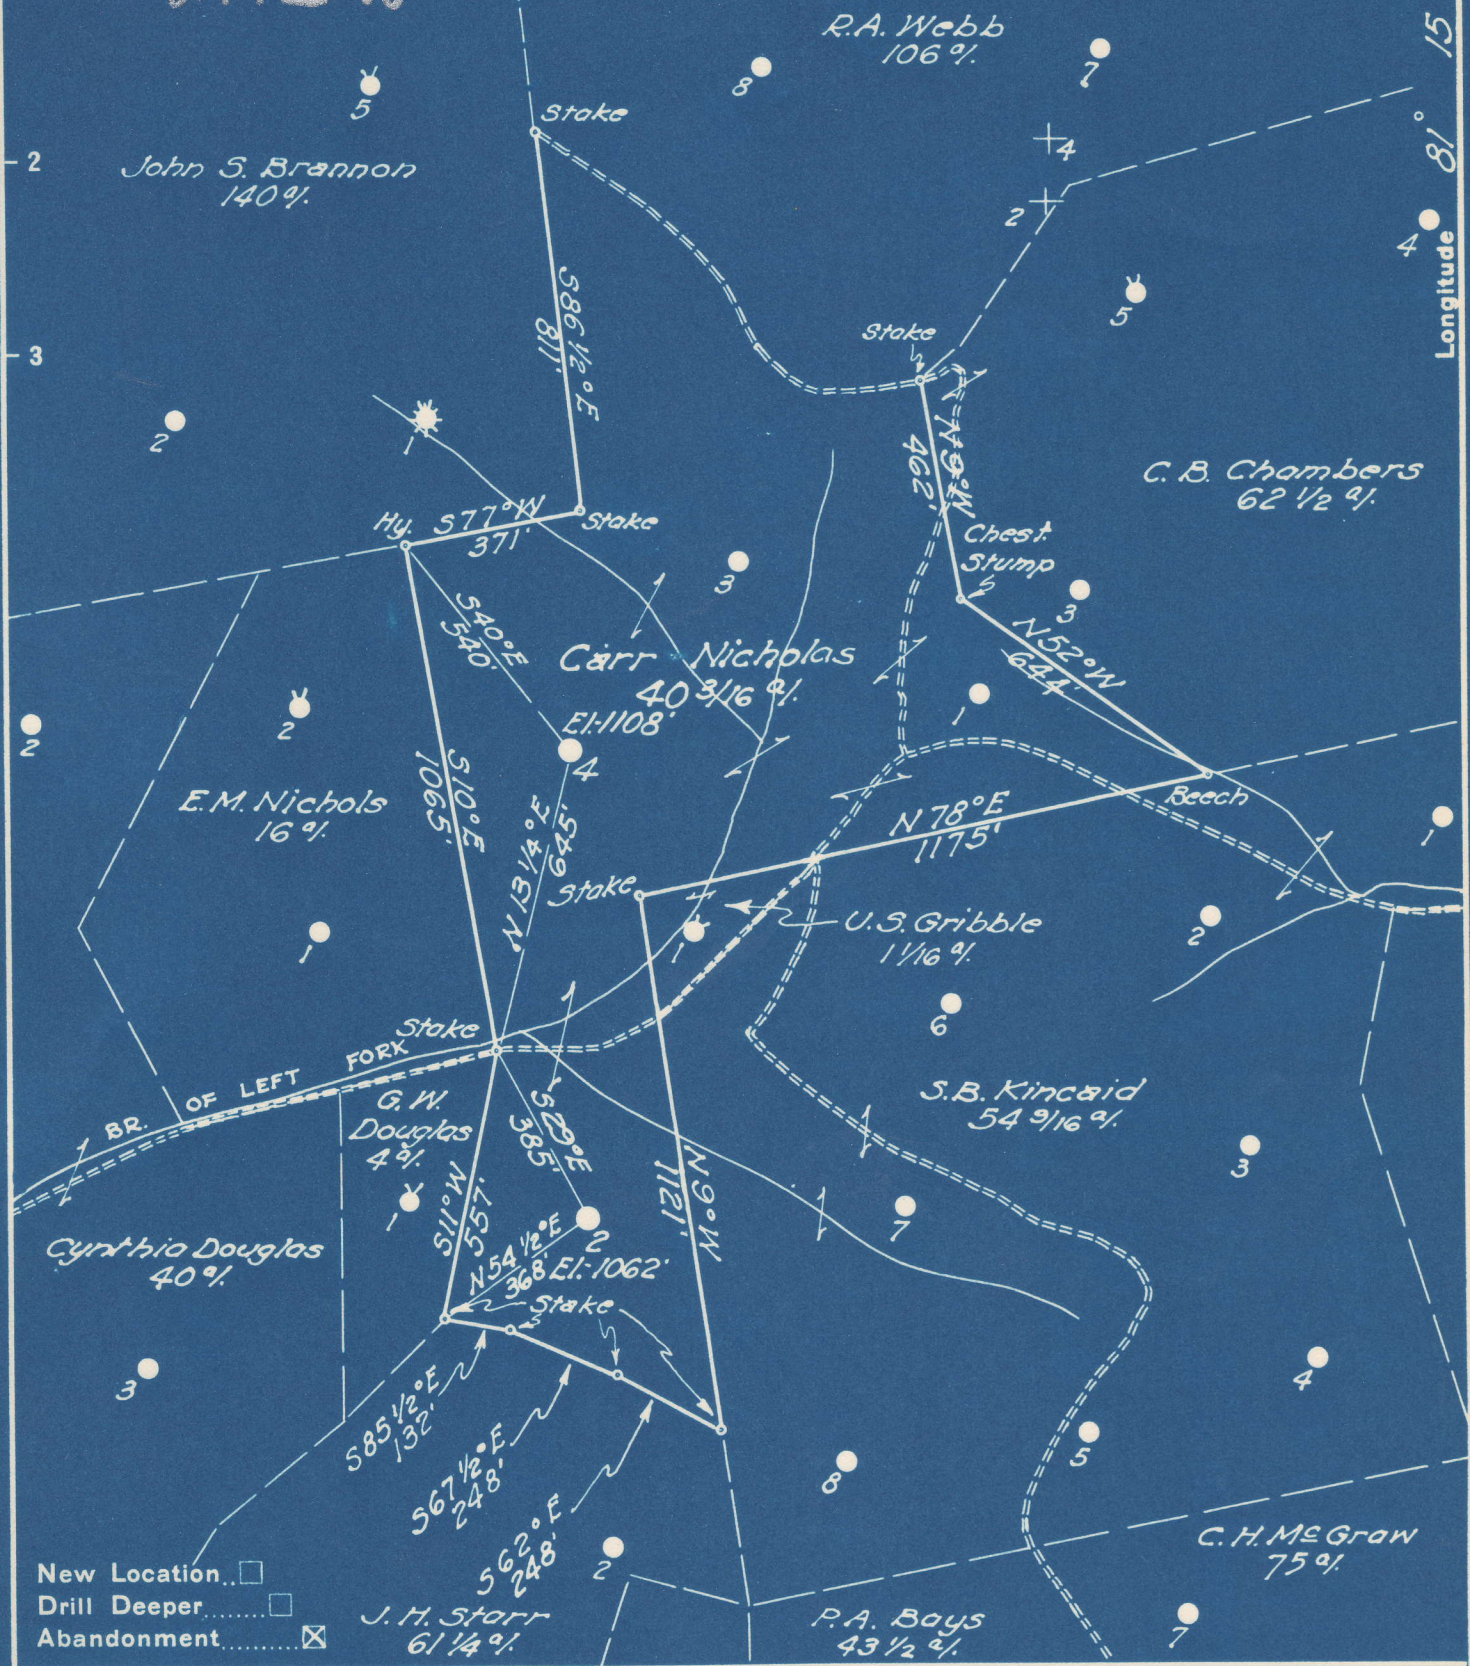 R.A. Webb
106 a/.
15
8
7
5
Stake
81°
4
2
John S. Brannon
140 a/.
2
4
Longitude
5
S86 1/2°E
811'
Stake
3
2
1
N 9°W
462'
C. B. Chambers
62 1/2 a/.
Hy.
S77°W
371'
Stake
Chest.
Stump
3
3
S40°E
540'
N52°W
644'
Carr Nicholas
40 3/16 a/.
1
2
2
El-1108'
4
S10°E
1065'
E.M. Nichols
16 a/.
N 13 1/4°E
645'
Beech
N 78°E
1175'
1
Stake
1
1
U.S. Gribble
1 1/16 a/.
2
6
Stake
BR. OF LEFT FORK
G.W.
Douglas
4 a/.
S29°E
385'
S.B. Kincaid
54 9/16 a/.
3
1
S11°W
557'
N 9°W
1121'
7
Cynthia Douglas
40 a/.
2
N54 1/2°E
368'
El.-1062'
Stake
3
4
S85 1/2°E
132'
S67 1/2°E
248'
S62°E
248'
8
5
2
C.H. McGraw
75 a/.
New Location..
Drill Deeper.......
Abandonment..........☒
J.H. Starr
61 1/4 a/.
P.A. Bays
43 1/2 a/.
7